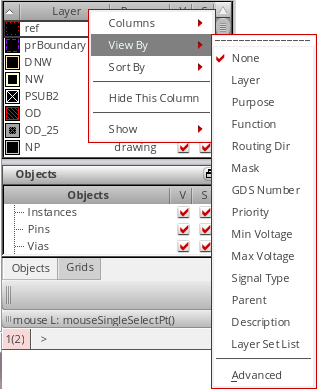 Layer V S
ref
prBoundary
DNW
NW
PSUB2
OD
OD_25
NP drawing
Columns
View By
Sort By
Hide This Column
Show
None
Layer
Purpose
Function
Routing Dir
Mask
GDS Number
Priority
Min Voltage
Max Voltage
Signal Type
Parent
Description
Layer Set List
Advanced
Objects
Objects V S
Instances
Pins
Vias
Objects Grids
mouse L: mouseSingleSelectPt()
1(2) >